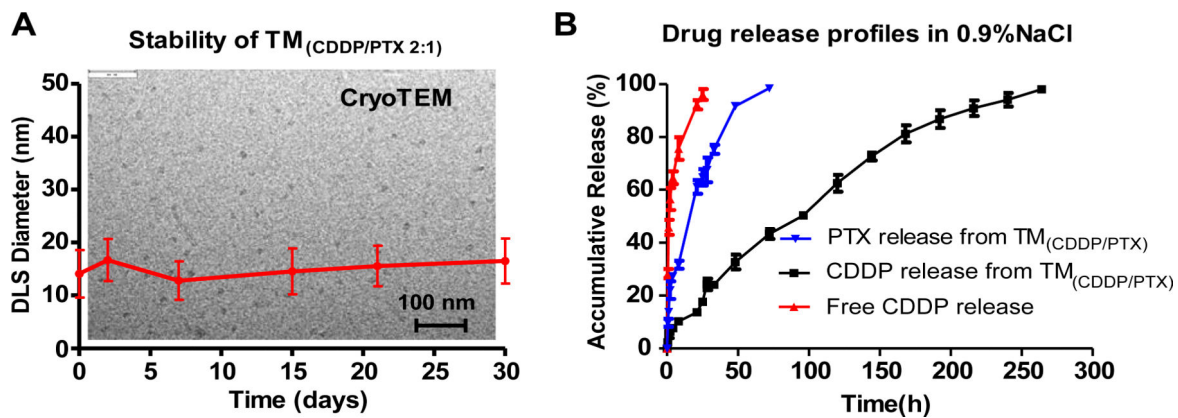 A
Stability of TM(CDDP/PTX 2:1)
DLS Diameter (nm)
50
40
30
20
10
0
CryoTEM
100 nm
0 5 10 15 20 25 30
Time (days)
B
Drug release profiles in 0.9%NaCl
Accumulative Release (%)
100
80
60
40
20
0
PTX release from TM(CDDP/PTX)
CDDP release from TM(CDDP/PTX)
Free CDDP release
0 50 100 150 200 250 300
Time(h)